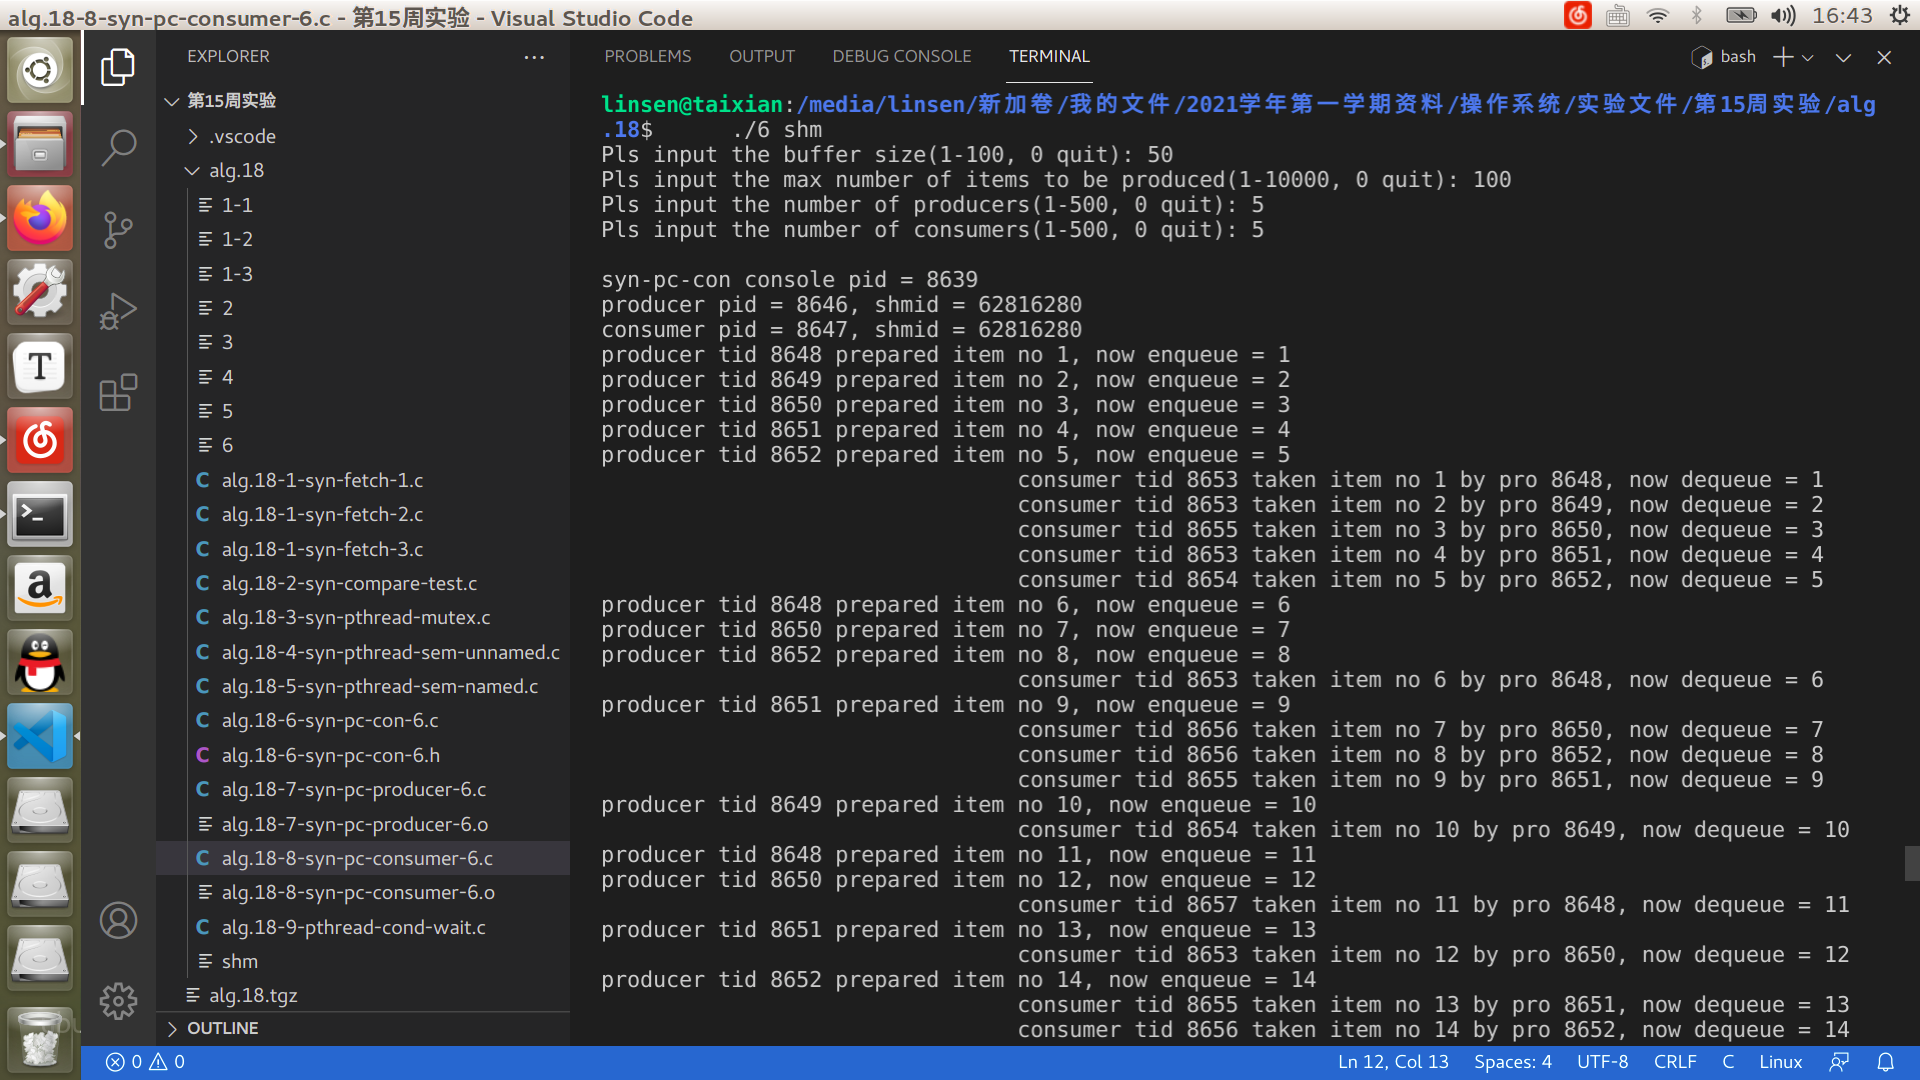 alg.18-8-syn-pc-consumer-6.c - 第15周实验 - Visual Studio Code
16:43
EXPLORER
第15周实验
.vscode
alg.18
1-1
1-2
1-3
2
3
4
5
6
alg.18-1-syn-fetch-1.c
alg.18-1-syn-fetch-2.c
alg.18-1-syn-fetch-3.c
alg.18-2-syn-compare-test.c
alg.18-3-syn-pthread-mutex.c
alg.18-4-syn-pthread-sem-unnamed.c
alg.18-5-syn-pthread-sem-named.c
alg.18-6-syn-pc-con-6.c
alg.18-6-syn-pc-con-6.h
alg.18-7-syn-pc-producer-6.c
alg.18-7-syn-pc-producer-6.o
alg.18-8-syn-pc-consumer-6.c
alg.18-8-syn-pc-consumer-6.o
alg.18-9-pthread-cond-wait.c
shm
alg.18.tgz
OUTLINE
PROBLEMS OUTPUT DEBUG CONSOLE TERMINAL
bash
linsen@taixian:/media/linsen/新加卷/我的文件/2021学年第一学期资料/操作系统/实验文件/第15周实验/alg
.18$      ./6 shm
Pls input the buffer size(1-100, 0 quit): 50
Pls input the max number of items to be produced(1-10000, 0 quit): 100
Pls input the number of producers(1-500, 0 quit): 5
Pls input the number of consumers(1-500, 0 quit): 5
syn-pc-con console pid = 8639
producer pid = 8646, shmid = 62816280
consumer pid = 8647, shmid = 62816280
producer tid 8648 prepared item no 1, now enqueue = 1
producer tid 8649 prepared item no 2, now enqueue = 2
producer tid 8650 prepared item no 3, now enqueue = 3
producer tid 8651 prepared item no 4, now enqueue = 4
producer tid 8652 prepared item no 5, now enqueue = 5
consumer tid 8653 taken item no 1 by pro 8648, now dequeue = 1
consumer tid 8653 taken item no 2 by pro 8649, now dequeue = 2
consumer tid 8655 taken item no 3 by pro 8650, now dequeue = 3
consumer tid 8653 taken item no 4 by pro 8651, now dequeue = 4
consumer tid 8654 taken item no 5 by pro 8652, now dequeue = 5
producer tid 8648 prepared item no 6, now enqueue = 6
producer tid 8650 prepared item no 7, now enqueue = 7
producer tid 8652 prepared item no 8, now enqueue = 8
consumer tid 8653 taken item no 6 by pro 8648, now dequeue = 6
producer tid 8651 prepared item no 9, now enqueue = 9
consumer tid 8656 taken item no 7 by pro 8650, now dequeue = 7
consumer tid 8656 taken item no 8 by pro 8652, now dequeue = 8
consumer tid 8655 taken item no 9 by pro 8651, now dequeue = 9
producer tid 8649 prepared item no 10, now enqueue = 10
consumer tid 8654 taken item no 10 by pro 8649, now dequeue = 10
producer tid 8648 prepared item no 11, now enqueue = 11
producer tid 8650 prepared item no 12, now enqueue = 12
consumer tid 8657 taken item no 11 by pro 8648, now dequeue = 11
producer tid 8651 prepared item no 13, now enqueue = 13
consumer tid 8653 taken item no 12 by pro 8650, now dequeue = 12
producer tid 8652 prepared item no 14, now enqueue = 14
consumer tid 8655 taken item no 13 by pro 8651, now dequeue = 13
consumer tid 8656 taken item no 14 by pro 8652, now dequeue = 14
0 0 Ln 12, Col 13 Spaces: 4 UTF-8 CRLF C Linux